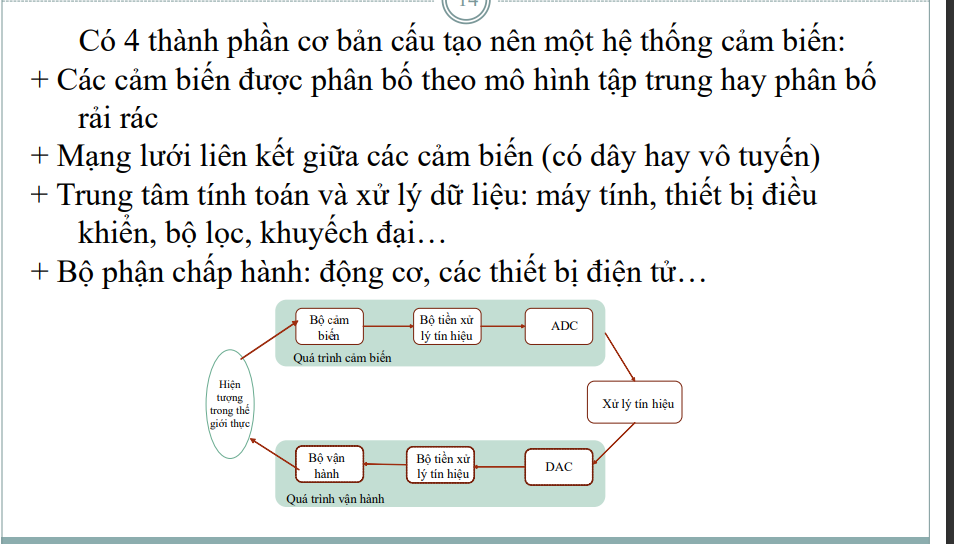 14
Có 4 thành phần cơ bản cấu tạo nên một hệ thống cảm biến:
+ Các cảm biến được phân bố theo mô hình tập trung hay phân bố
rải rác
+ Mạng lưới liên kết giữa các cảm biến (có dây hay vô tuyến)
+ Trung tâm tính toán và xử lý dữ liệu: máy tính, thiết bị điều
khiển, bộ lọc, khuyếch đại…
+ Bộ phận chấp hành: động cơ, các thiết bị điện tử…
Bộ cảm
biến
Bộ tiền xử
lý tín hiệu
ADC
Quá trình cảm biến
Hiện
tượng
trong thế
giới thực
Xử lý tín hiệu
Bộ vận
hành
Bộ tiền xử
lý tín hiệu
DAC
Quá trình vận hành